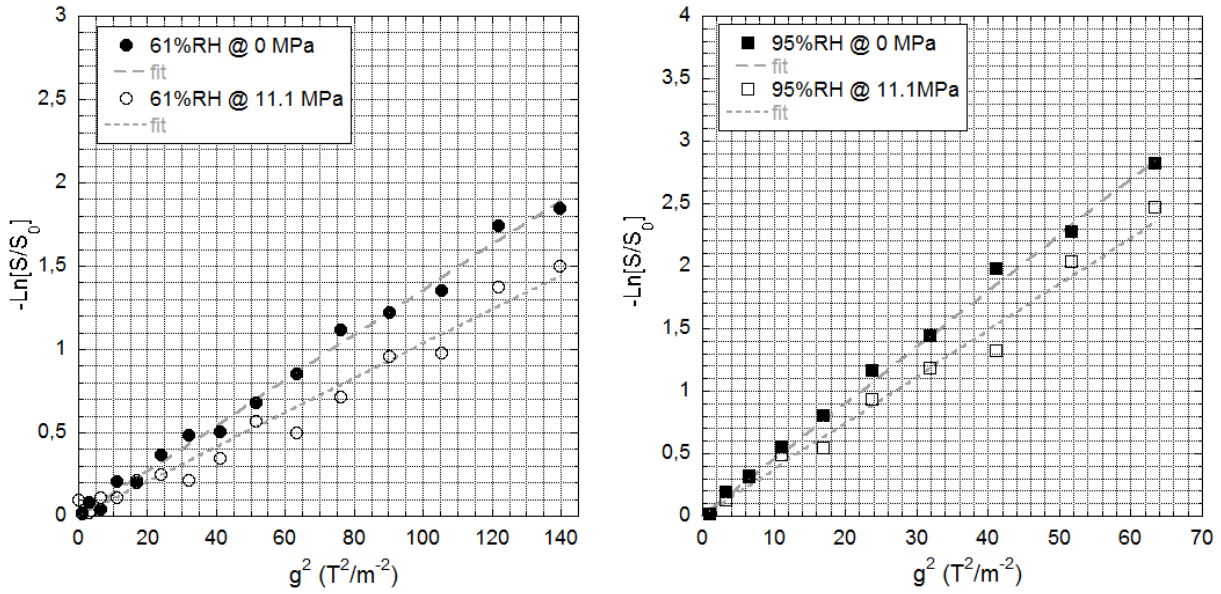 3
2,5
2
1,5
1
0,5
0
-Ln[S/S0]
61%RH @ 0 MPa
fit
61%RH @ 11.1 MPa
fit
0 20 40 60 80 100 120 140
g2 (T2/m-2)
4
3,5
3
2,5
2
1,5
1
0,5
0
-Ln[S/S0]
95%RH @ 0 MPa
fit
95%RH @ 11.1MPa
fit
0 10 20 30 40 50 60 70
g2 (T2/m-2)